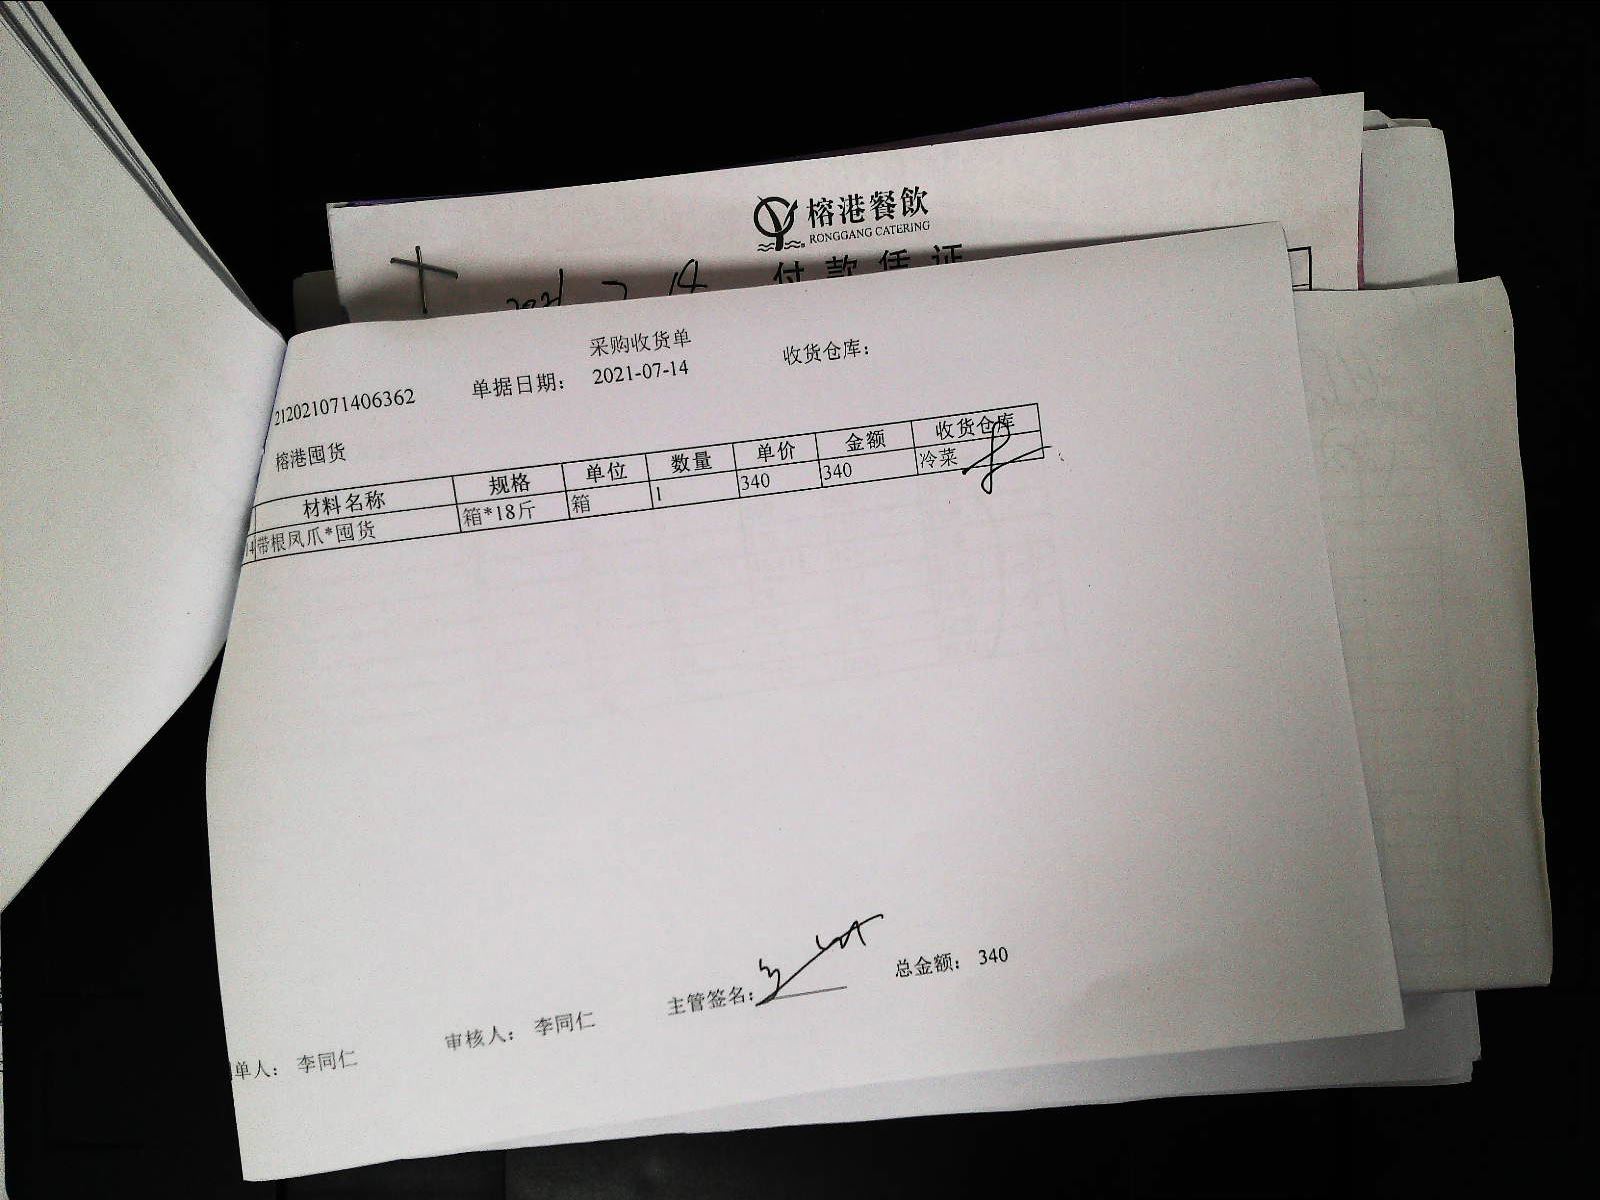 榕港餐飲
RONGGANG CATERING
付款凭证
2021 7 14
采购收货单
212021071406362 单据日期： 2021-07-14 收货仓库：
榕港囤货
材料名称 规格 单位 数量 单价 金额 收货仓库
带根凤爪*囤货 箱*18斤 箱 1 340 340 冷菜
单人： 李同仁 审核人： 李同仁 主管签名： 总金额： 340